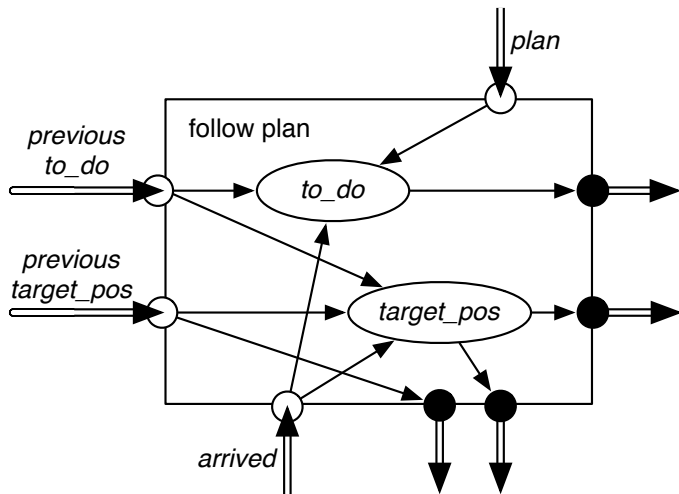 plan
follow plan
previous
to_do
to_do
previous
target_pos
target_pos
arrived